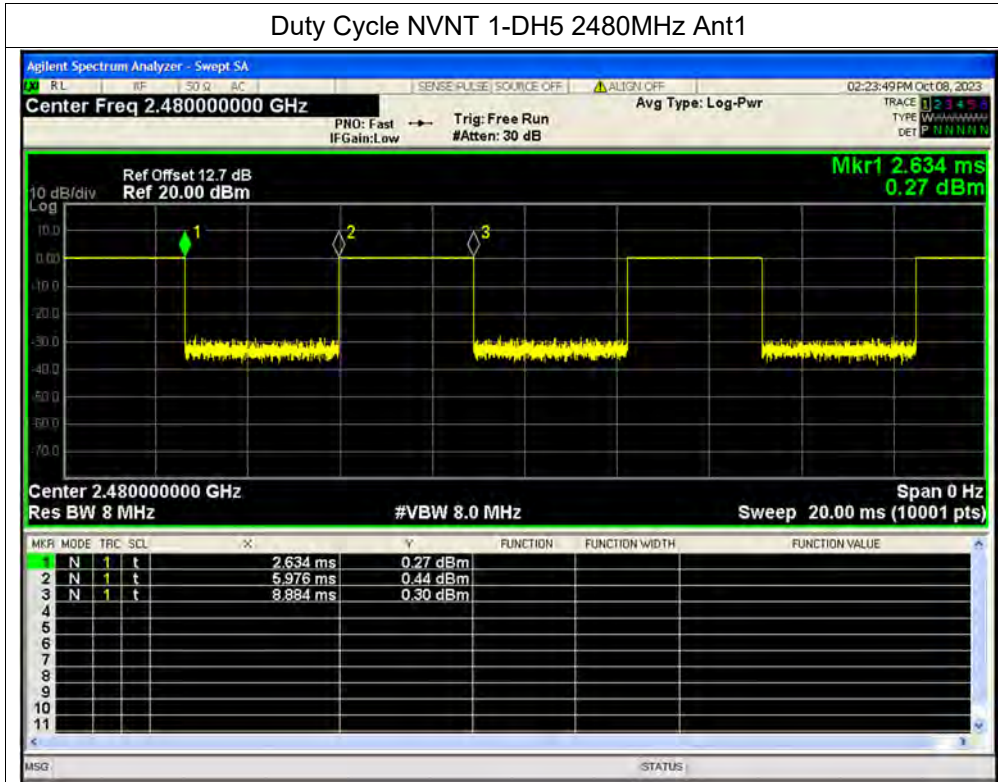 Duty Cycle NVNT 1-DH5 2480MHz Ant1
Agilent Spectrum Analyzer - Swept SA
LXI RL RF 50 Ω AC SENSE:PULSE SOURCE OFF ALIGN OFF 02:23:49PM Oct 08, 2023
Center Freq 2.480000000 GHz Avg Type: Log-Pwr TRACE 1 2 3 4 5 6
PNO: Fast Trig: Free Run TYPE W
IFGain:Low #Atten: 30 dB DET P N N N N N
Mkr1 2.634 ms
Ref Offset 12.7 dB
10 dB/div Ref 20.00 dBm 0.27 dBm
Log
10.0
1 2 3
0.00
-10.0
-20.0
-30.0
-40.0
-50.0
-60.0
-70.0
Center 2.480000000 GHz Span 0 Hz
Res BW 8 MHz #VBW 8.0 MHz Sweep 20.00 ms (10001 pts)
MKR MODE TRC SCL X Y FUNCTION FUNCTION WIDTH FUNCTION VALUE
1 N 1 t 2.634 ms 0.27 dBm
2 N 1 t 5.976 ms 0.44 dBm
3 N 1 t 8.884 ms 0.30 dBm
4
5
6
7
8
9
10
11
MSG STATUS